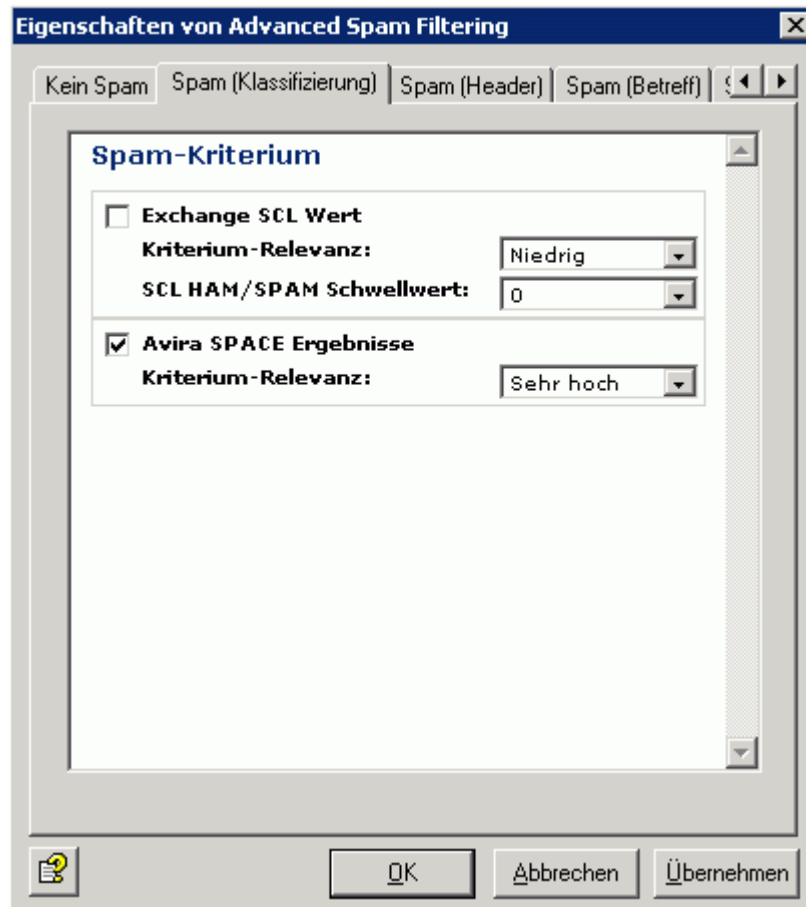 Eigenschaften von Advanced Spam Filtering
Kein Spam Spam (Klassifizierung) Spam (Header) Spam (Betreff)
Spam-Kriterium
Exchange SCL Wert
Kriterium-Relevanz: Niedrig
SCL HAM/SPAM Schwellwert: 0
Avira SPACE Ergebnisse
Kriterium-Relevanz: Sehr hoch
OK Abbrechen Übernehmen